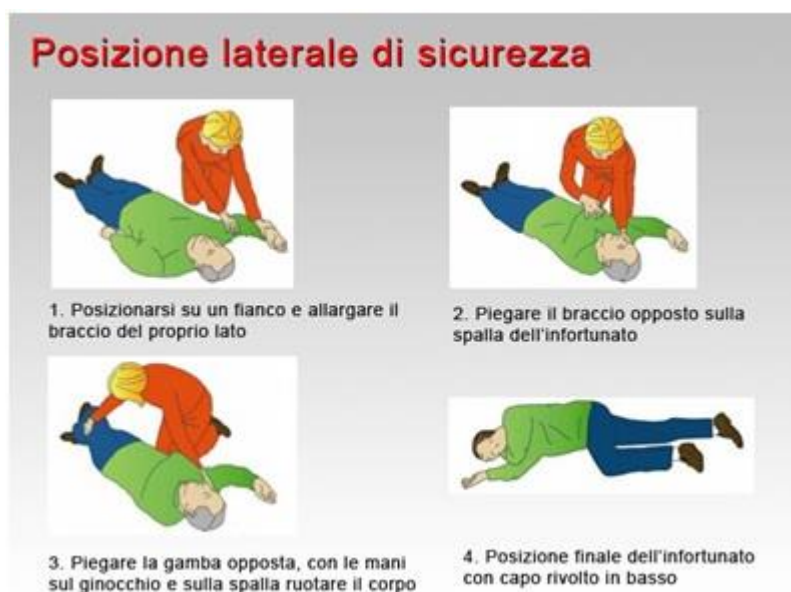 Posizione laterale di sicurezza
1. Posizionarsi su un fianco e allargare il
braccio del proprio lato
2. Piegare il braccio opposto sulla
spalla dell'infortunato
3. Piegare la gamba opposta, con le mani
sul ginocchio e sulla spalla ruotare il corpo
4. Posizione finale dell'infortunato
con capo rivolto in basso